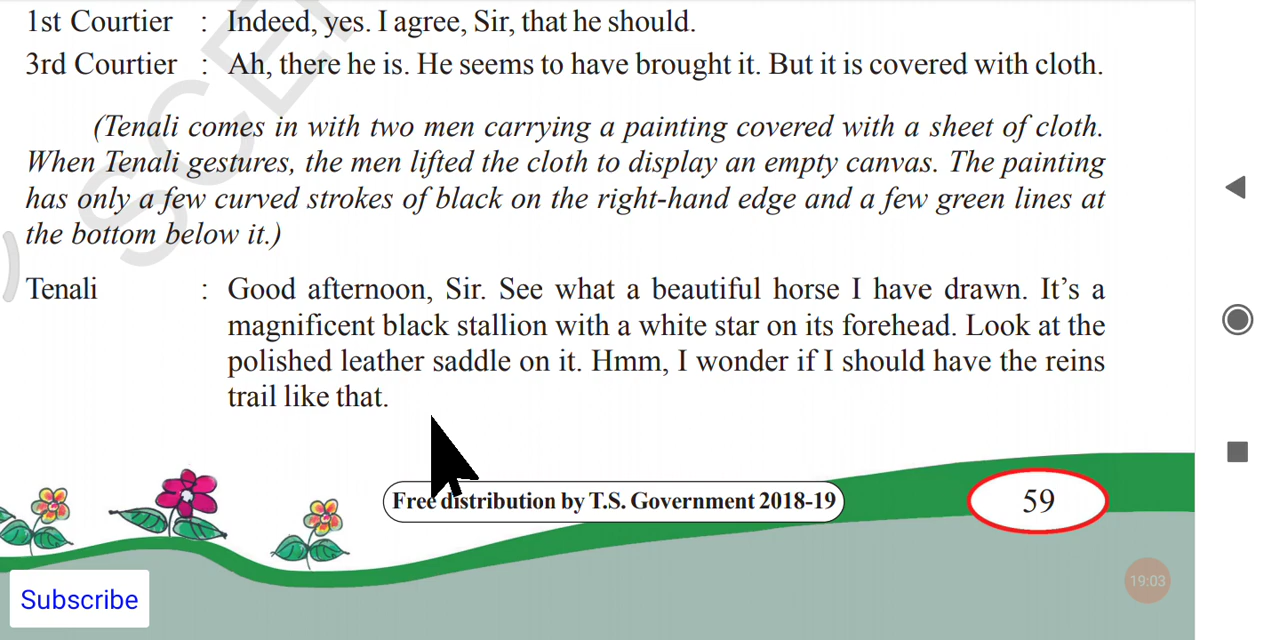 1st Courtier : Indeed, yes. I agree, Sir, that he should.
3rd Courtier : Ah, there he is. He seems to have brought it. But it is covered with cloth.
(Tenali comes in with two men carrying a painting covered with a sheet of cloth.
When Tenali gestures, the men lifted the cloth to display an empty canvas. The painting
has only a few curved strokes of black on the right-hand edge and a few green lines at
the bottom below it.)
Tenali : Good afternoon, Sir. See what a beautiful horse I have drawn. It's a
magnificent black stallion with a white star on its forehead. Look at the
polished leather saddle on it. Hmm, I wonder if I should have the reins
trail like that.
Free distribution by T.S. Government 2018-19
59
19:03
Subscribe